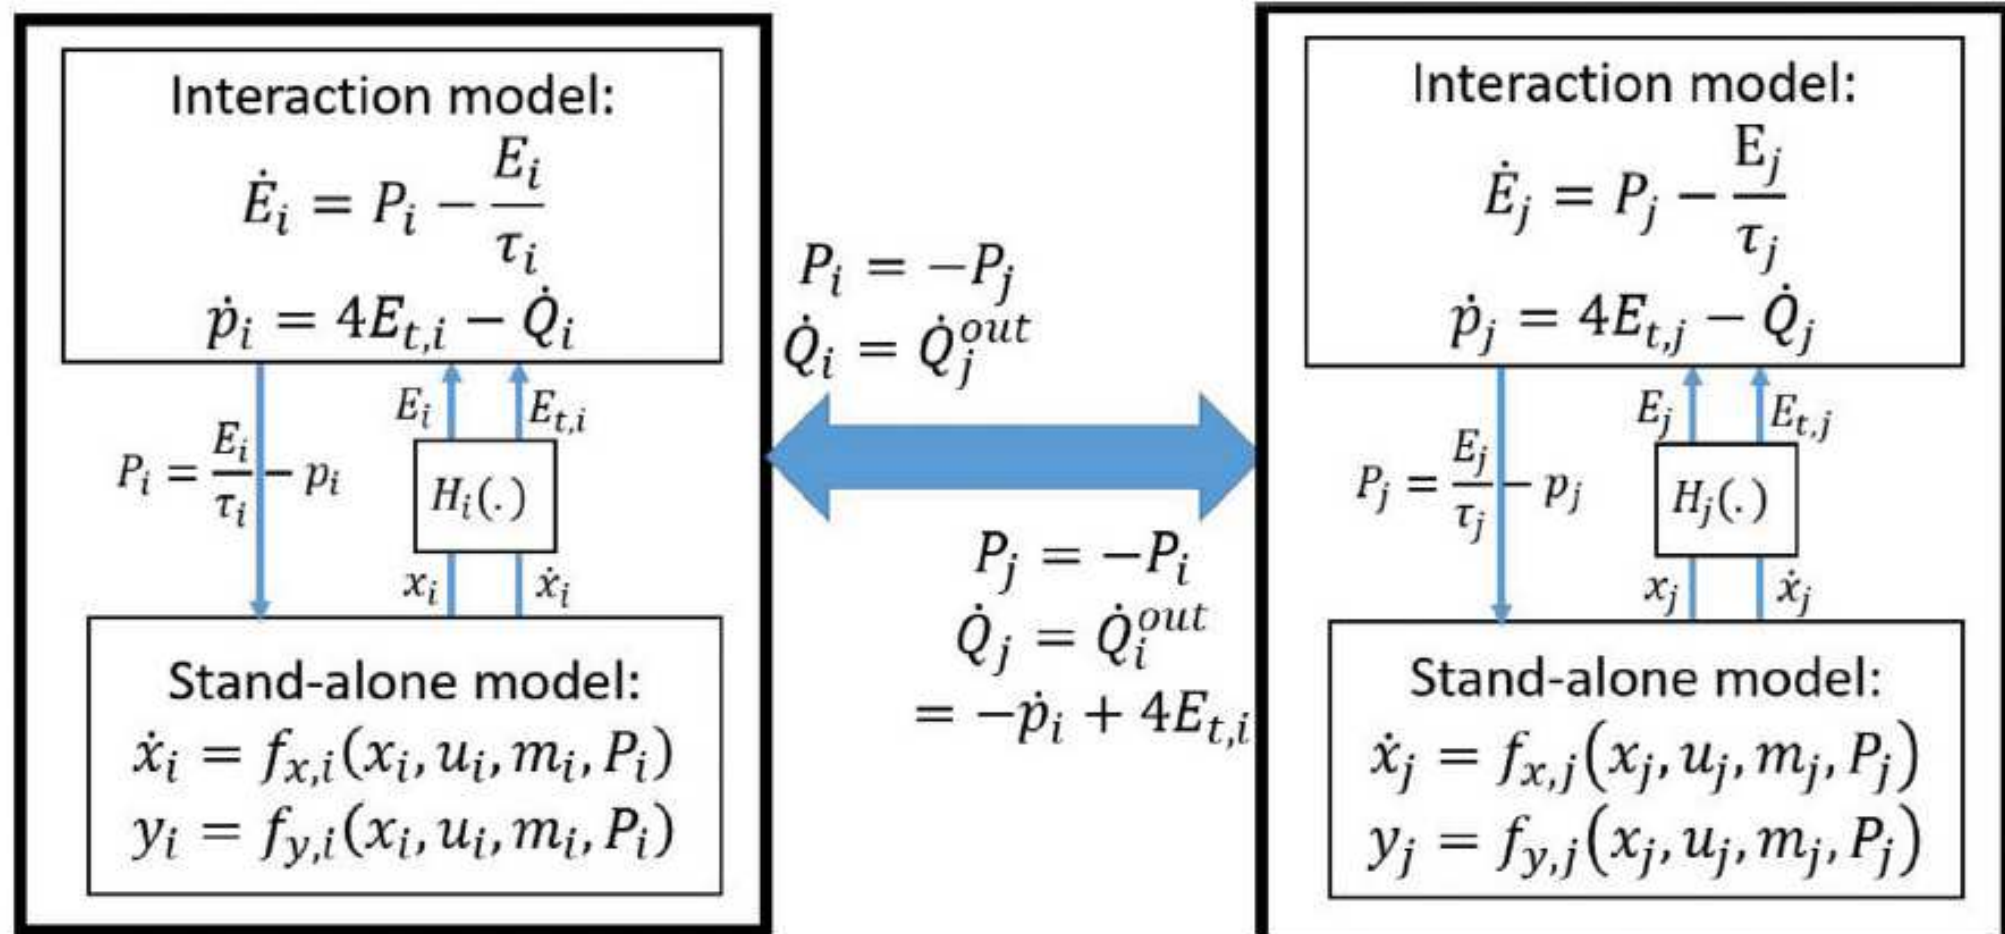 Interaction model:
Ė_i = P_i − E_i/τ_i
ṗ_i = 4E_{t,i} − Q̇_i
E_i
E_{t,i}
P_i = E_i/τ_i − p_i
H_i(.)
x_i
ẋ_i
Stand-alone model:
ẋ_i = f_{x,i}(x_i, u_i, m_i, P_i)
y_i = f_{y,i}(x_i, u_i, m_i, P_i)
P_i = −P_j
Q̇_i = Q̇_j^{out}
P_j = −P_i
Q̇_j = Q̇_i^{out}
= −ṗ_i + 4E_{t,i}
Interaction model:
Ė_j = P_j − E_j/τ_j
ṗ_j = 4E_{t,j} − Q̇_j
E_j
E_{t,j}
P_j = E_j/τ_j − p_j
H_j(.)
x_j
ẋ_j
Stand-alone model:
ẋ_j = f_{x,j}(x_j, u_j, m_j, P_j)
y_j = f_{y,j}(x_j, u_j, m_j, P_j)